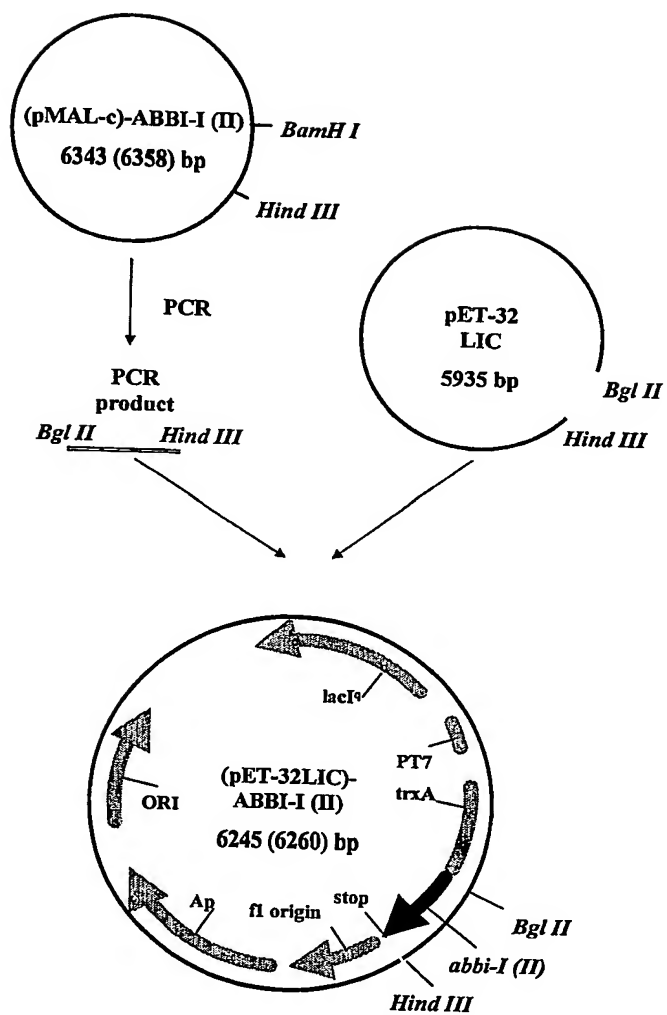 (pMAL-c)-ABBI-I (II)
6343 (6358) bp
BamH I
Hind III
PCR
PCR
product
Bgl II
Hind III
pET-32
LIC
5935 bp
Bgl II
Hind III
lacIq
PT7
trxA
(pET-32LIC)-
ABBI-I (II)
6245 (6260) bp
ORI
Ap
f1 origin
stop
Bgl II
abbi-I (II)
Hind III